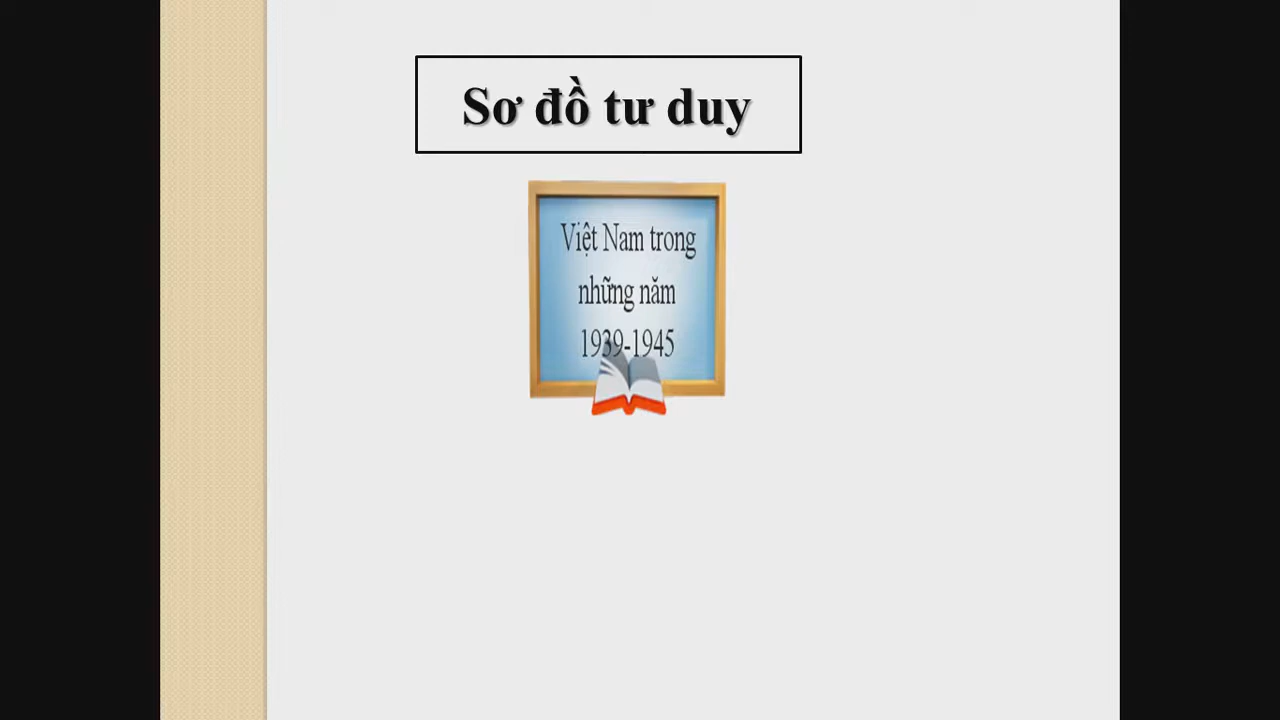 Sơ đồ tư duy
Việt Nam trong
những năm
1939-1945